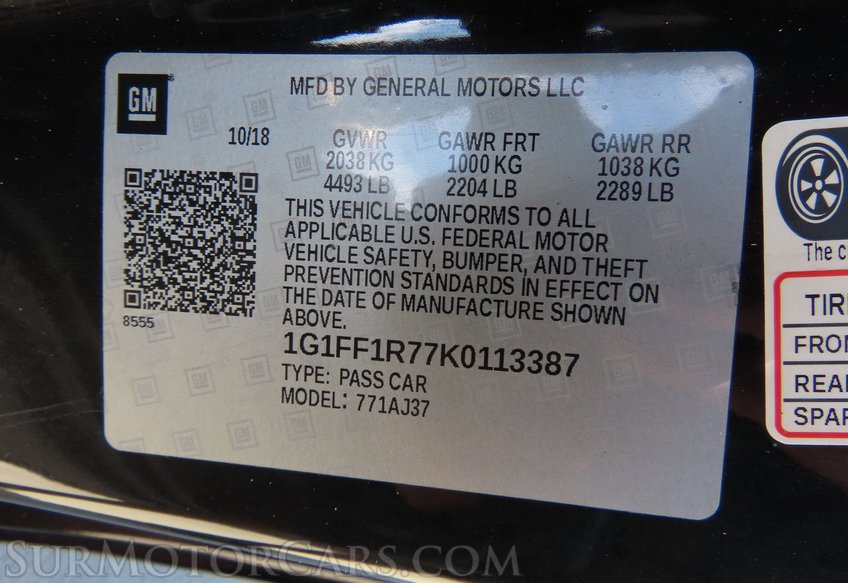 MFD BY GENERAL MOTORS LLC
GM
10/18
GVWR GAWR FRT GAWR RR
2038 KG 1000 KG 1038 KG
4493 LB 2204 LB 2289 LB
THIS VEHICLE CONFORMS TO ALL
APPLICABLE U.S. FEDERAL MOTOR
VEHICLE SAFETY, BUMPER, AND THEFT
PREVENTION STANDARDS IN EFFECT ON
THE DATE OF MANUFACTURE SHOWN
ABOVE.
8555
1G1FF1R77K0113387
TYPE: PASS CAR
MODEL: 771AJ37
The c
TIR
FRON
REA
SPAR
SurMotorCars.com